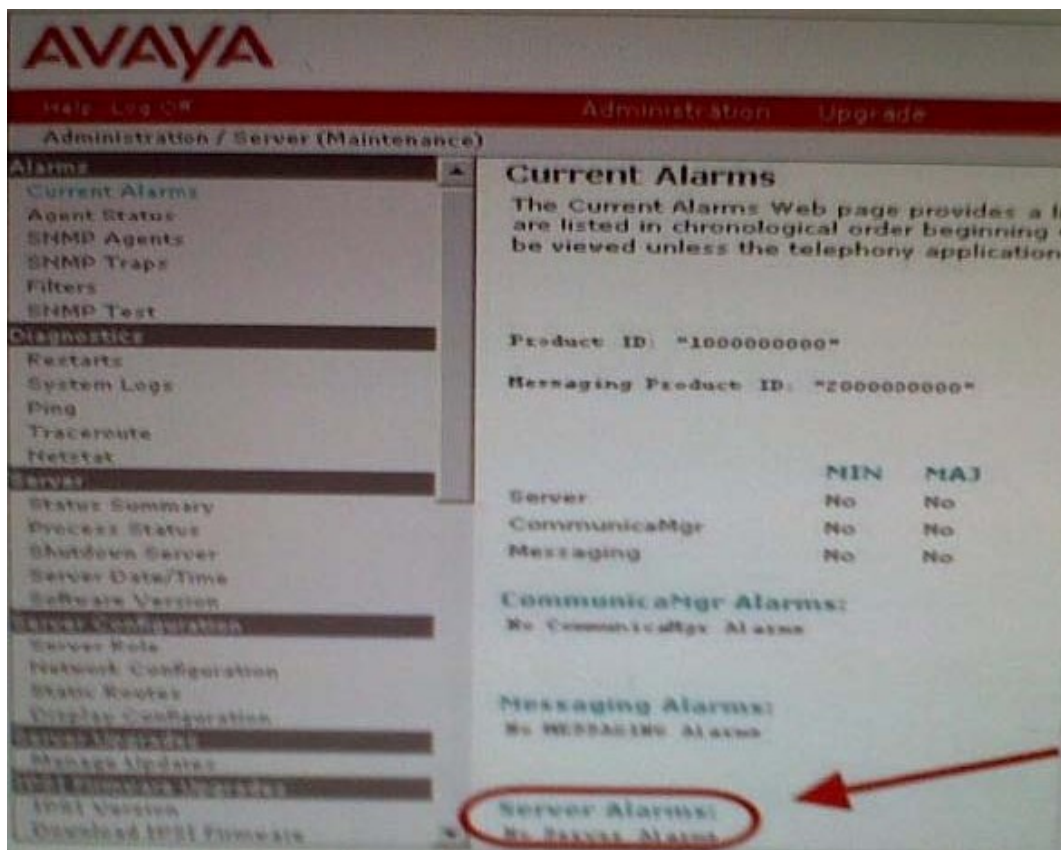 AVAYA
Help Log Off Administration Upgrade
Administration / Server (Maintenance)
Alarms
Current Alarms
Agent Status
SNMP Agents
SNMP Traps
Filters
SNMP Test
Diagnostics
Restarts
System Logs
Ping
Traceroute
Netstat
Server
Status Summary
Process Status
Shutdown Server
Server Date/Time
Software Version
Server Configuration
Server Role
Network Configuration
Static Routes
Display Configuration
Server Upgrades
Manage Updates
IPSI Firmware Upgrades
IPSI Version
Download IPSI Firmware
Current Alarms
The Current Alarms Web page provides a li
are listed in chronological order beginning
be viewed unless the telephony application
Product ID: "1000000000"
Messaging Product ID: "2000000000"
MIN MAJ
Server No No
CommunicaMgr No No
Messaging No No
CommunicaMgr Alarms:
No CommunicaMgr Alarms
Messaging Alarms:
No MESSAGING Alarms
Server Alarms:
No Server Alarms